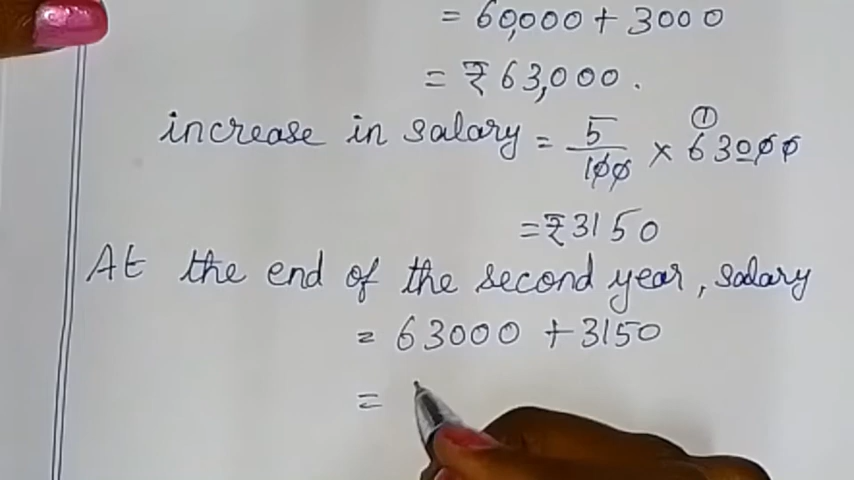 = 60,000 + 3000
= ₹63,000.
increase in salary = 5/100 × 63000 ①
= ₹3150
At the end of the second year, salary
= 63000 + 3150
=